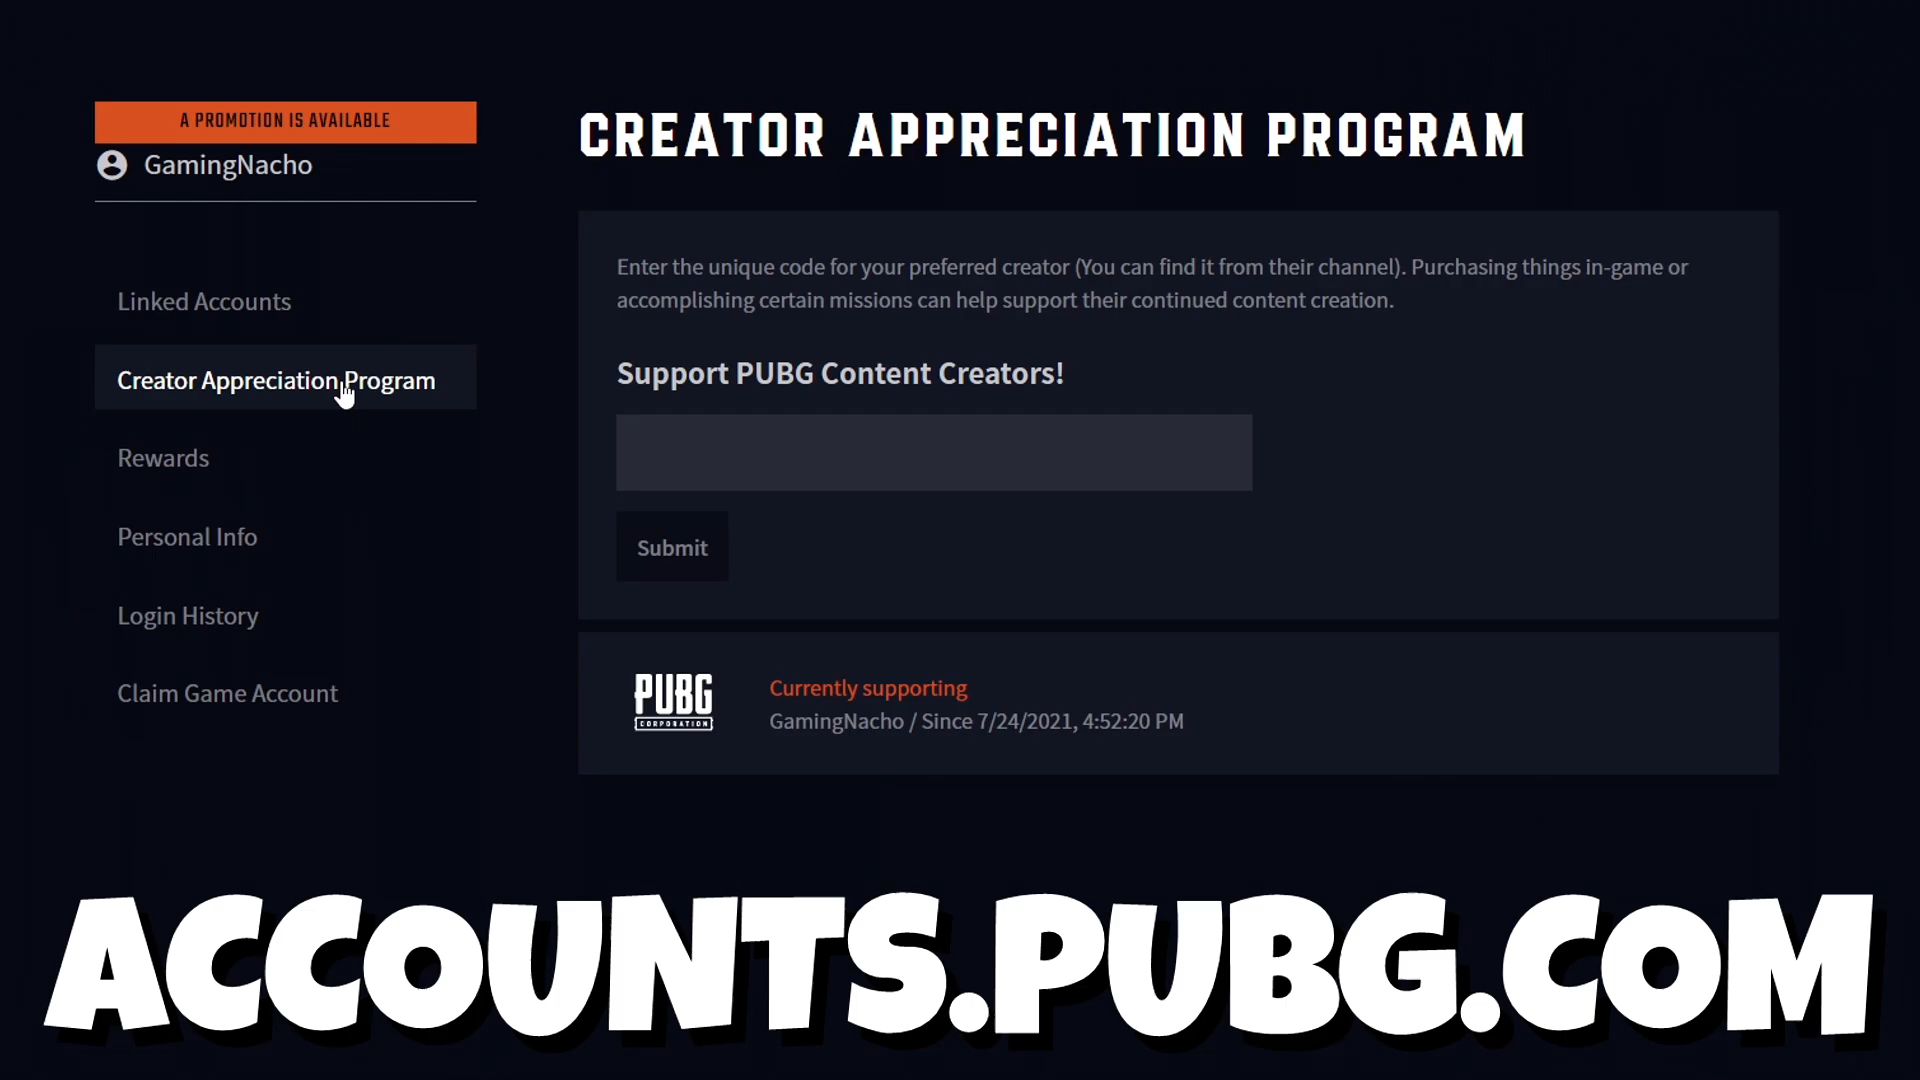 A PROMOTION IS AVAILABLE
GamingNacho
Linked Accounts
Creator Appreciation Program
Rewards
Personal Info
Login History
Claim Game Account
CREATOR APPRECIATION PROGRAM
Enter the unique code for your preferred creator (You can find it from their channel). Purchasing things in-game or
accomplishing certain missions can help support their continued content creation.
Support PUBG Content Creators!
Submit
PUBG
CORPORATION
Currently supporting
GamingNacho / Since 7/24/2021, 4:52:20 PM
ACCOUNTS.PUBG.COM